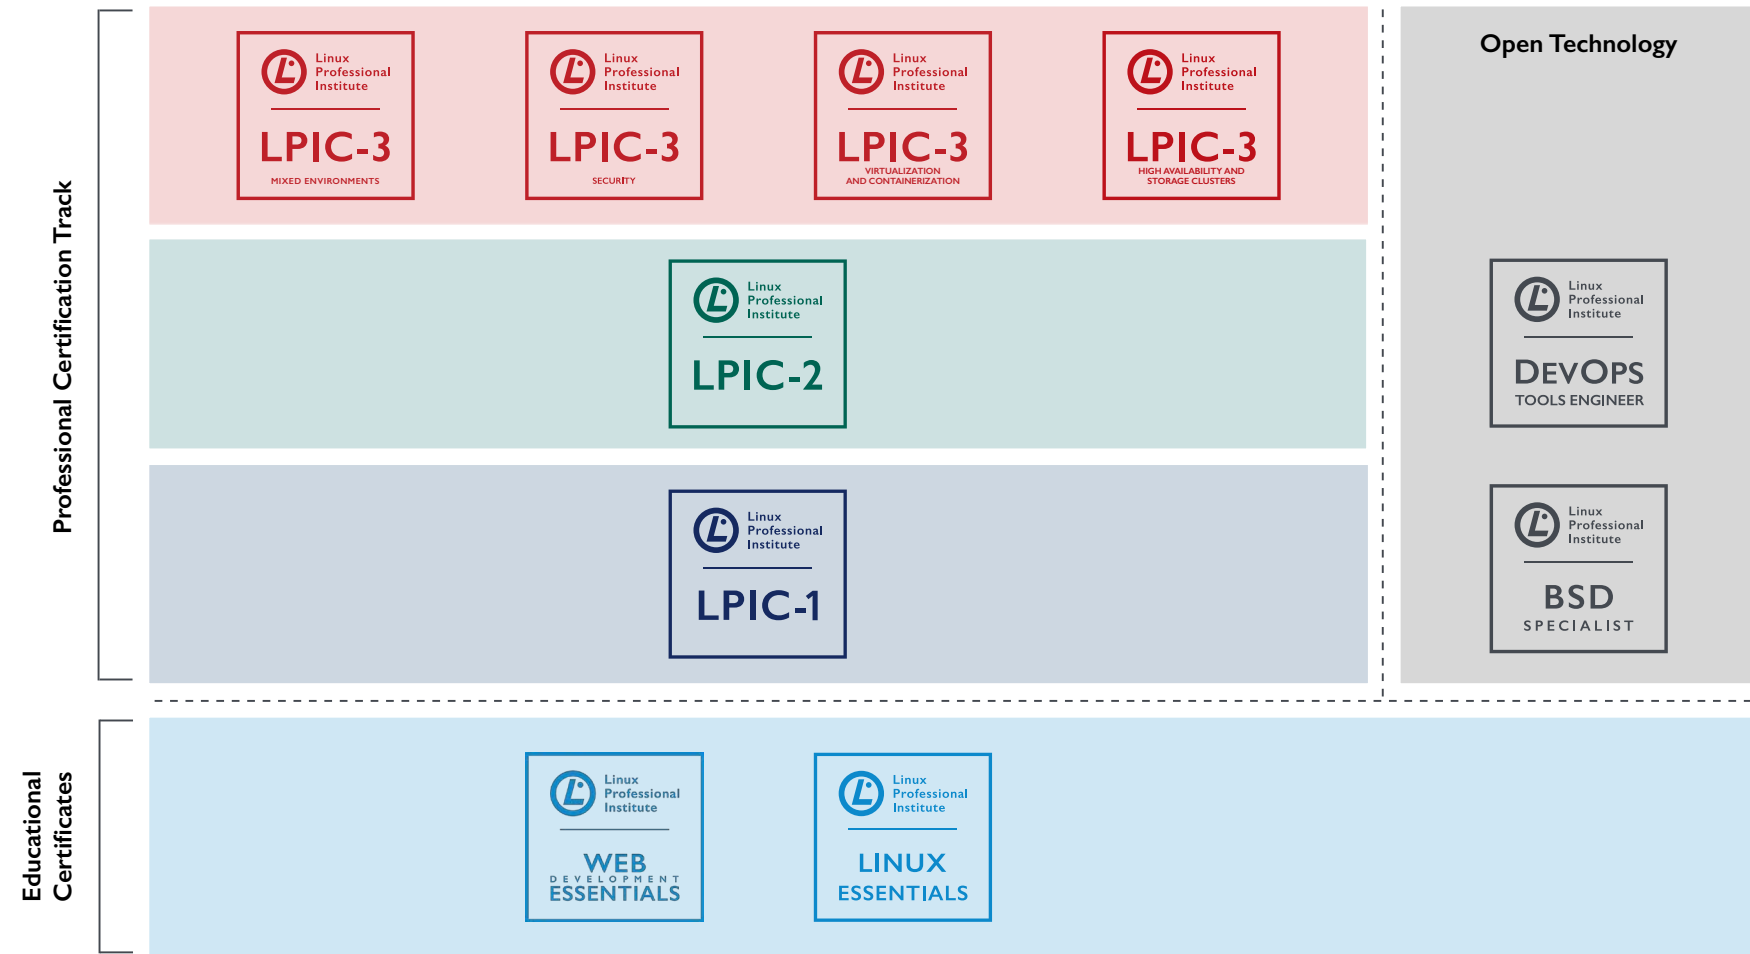 Professional Certification Track
Linux
Professional
Institute
LPIC-3
MIXED ENVIRONMENTS
Linux
Professional
Institute
LPIC-3
SECURITY
Linux
Professional
Institute
LPIC-3
VIRTUALIZATION
AND CONTAINERIZATION
Linux
Professional
Institute
LPIC-3
HIGH AVAILABILITY AND
STORAGE CLUSTERS
Open Technology
Linux
Professional
Institute
LPIC-2
Linux
Professional
Institute
DEVOPS
TOOLS ENGINEER
Linux
Professional
Institute
LPIC-1
Linux
Professional
Institute
BSD
SPECIALIST
Educational
Certificates
Linux
Professional
Institute
WEB
DEVELOPMENT
ESSENTIALS
Linux
Professional
Institute
LINUX
ESSENTIALS